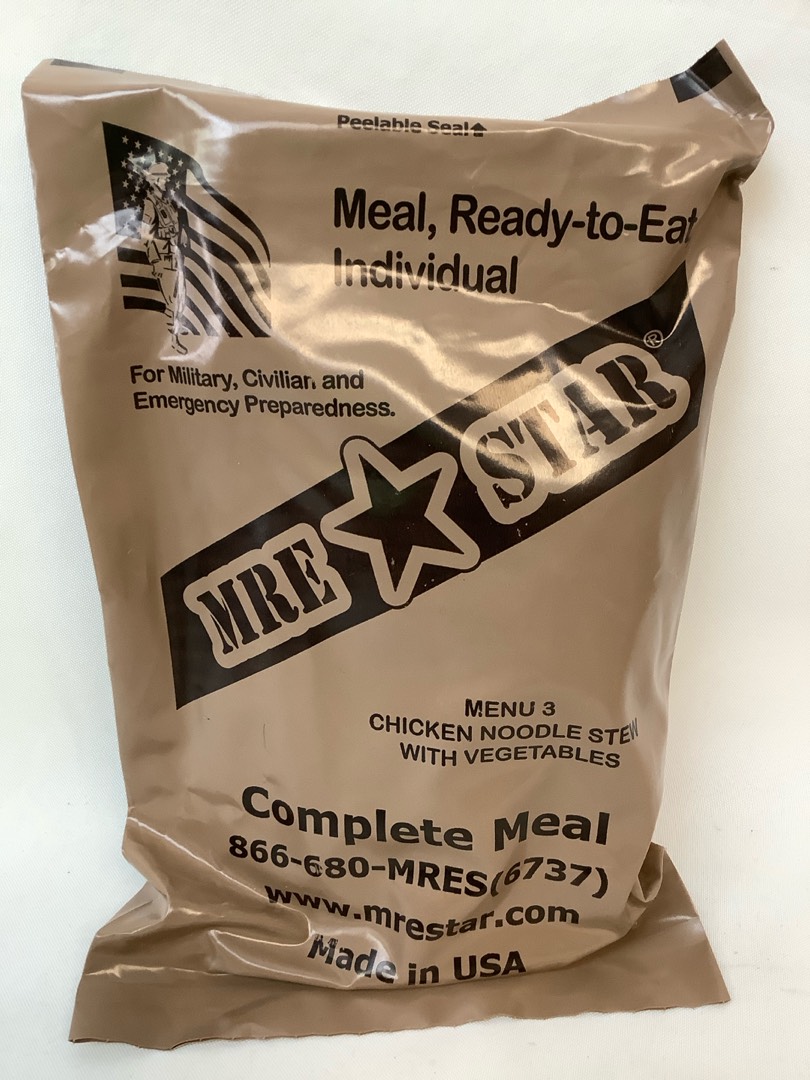 Peelable Seal
Meal, Ready-to-Eat
Individual
For Military, Civilian and
Emergency Preparedness.
MRE STAR®
MENU 3
CHICKEN NOODLE STEW
WITH VEGETABLES
Complete Meal
866-680-MRES(6737)
www.mrestar.com
Made in USA